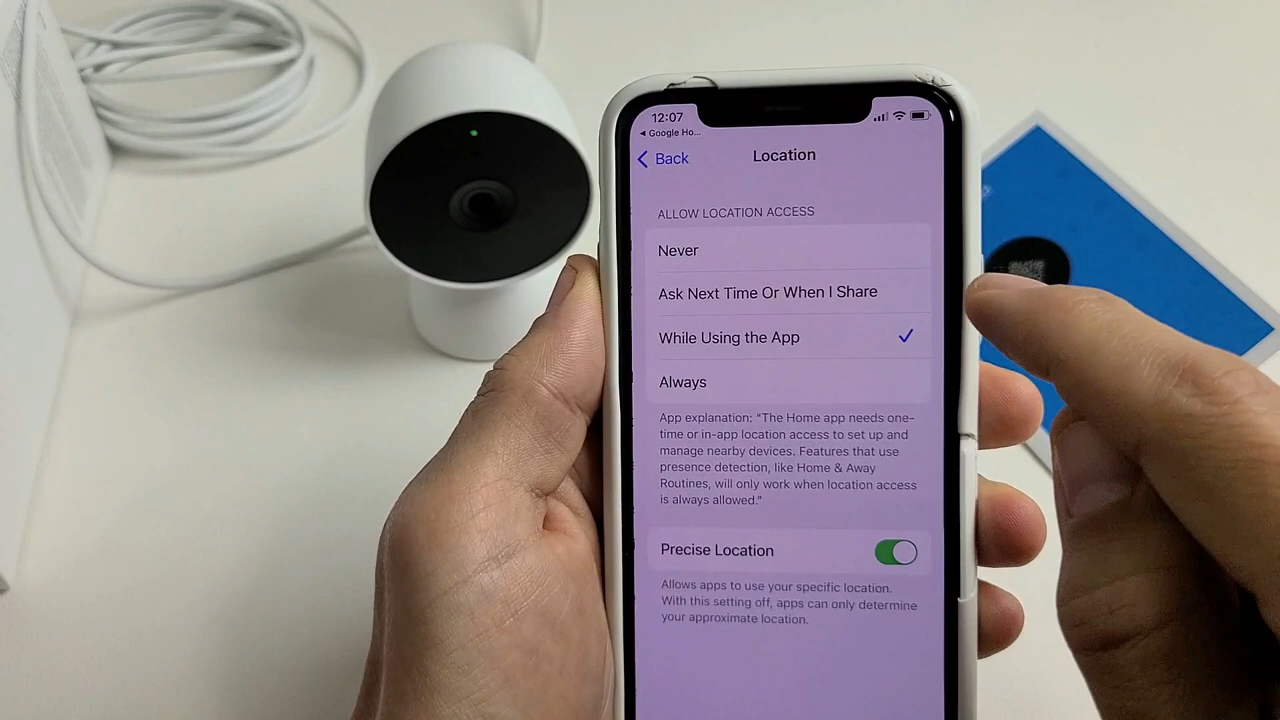 12:07
◀ Google Ho...
Back
Location
ALLOW LOCATION ACCESS
Never
Ask Next Time Or When I Share
While Using the App
Always
App explanation: “The Home app needs one-
time or in-app location access to set up and
manage nearby devices. Features that use
presence detection, like Home & Away
Routines, will only work when location access
is always allowed.”
Precise Location
Allows apps to use your specific location.
With this setting off, apps can only determine
your approximate location.